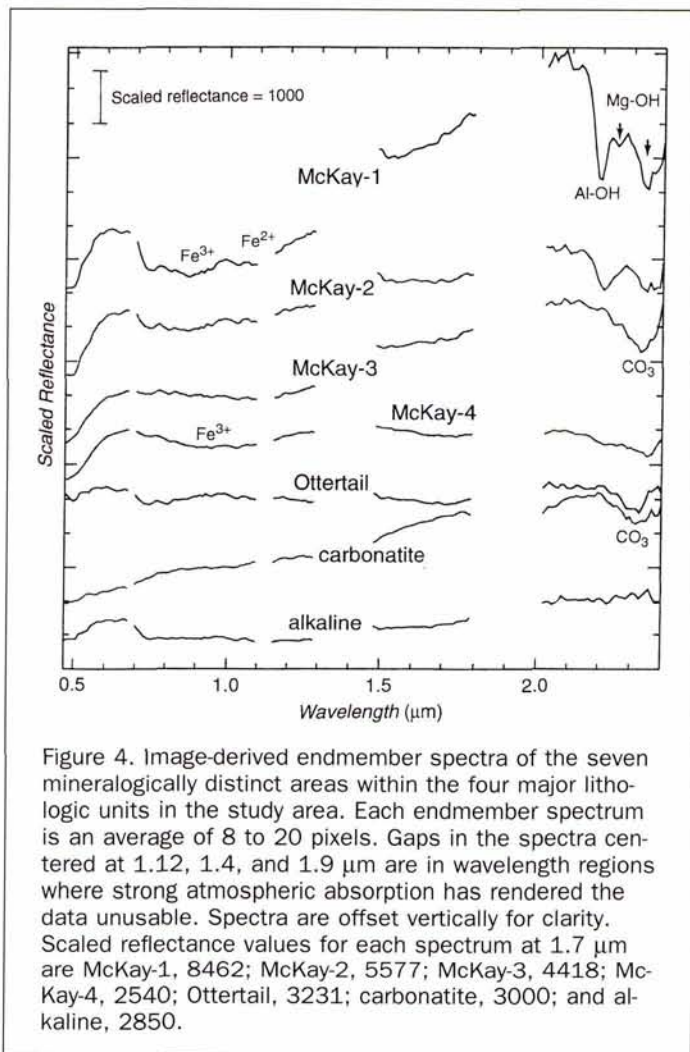 Scaled reflectance = 1000
Mg-OH
McKay-1
Al-OH
Fe2+
Fe3+
McKay-2
McKay-3
CO3
McKay-4
Fe3+
Ottertail
carbonatite
CO3
alkaline
Scaled Reflectance
0.5 1.0 1.5 2.0
Wavelength (μm)
Figure 4. Image-derived endmember spectra of the seven
mineralogically distinct areas within the four major litho-
logic units in the study area. Each endmember spectrum
is an average of 8 to 20 pixels. Gaps in the spectra cen-
tered at 1.12, 1.4, and 1.9 μm are in wavelength regions
where strong atmospheric absorption has rendered the
data unusable. Spectra are offset vertically for clarity.
Scaled reflectance values for each spectrum at 1.7 μm
are McKay-1, 8462; McKay-2, 5577; McKay-3, 4418; Mc-
Kay-4, 2540; Ottertail, 3231; carbonatite, 3000; and al-
kaline, 2850.